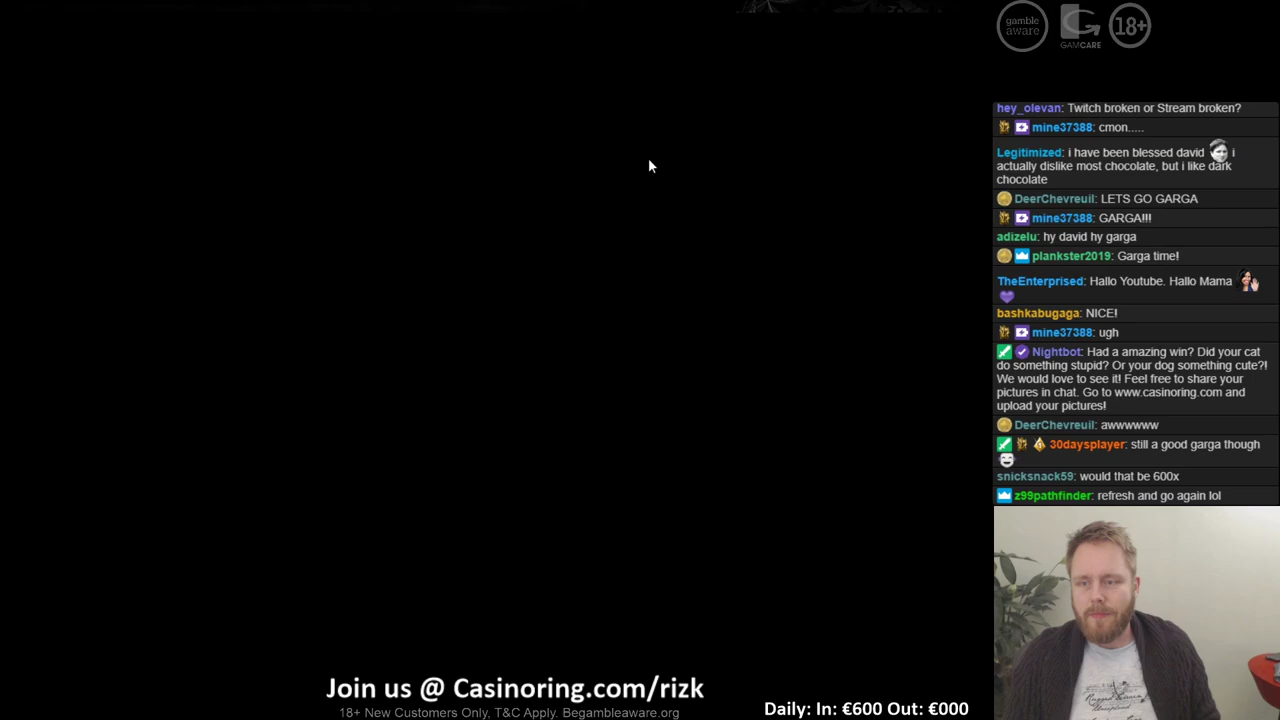 gamble
aware
GAMCARE
18+
hey_olevan: Twitch broken or Stream broken?
mine37388: cmon.....
Legitimized: i have been blessed david i
actually dislike most chocolate, but i like dark
chocolate
DeerChevreuil: LETS GO GARGA
mine37388: GARGA!!!
adizelu: hy david hy garga
plankster2019: Garga time!
TheEnterprised: Hallo Youtube. Hallo Mama
bashkabugaga: NICE!
mine37388: ugh
Nightbot: Had a amazing win? Did your cat
do something stupid? Or your dog something cute?!
We would love to see it! Feel free to share your
pictures in chat. Go to www.casinoring.com and
upload your pictures!
DeerChevreuil: awwwwww
30daysplayer: still a good garga though
snicksnack59: would that be 600x
z99pathfinder: refresh and go again lol
Join us @ Casinoring.com/rizk
18+ New Customers Only, T&C Apply. Begambleaware.org
Daily: In: €600 Out: €000